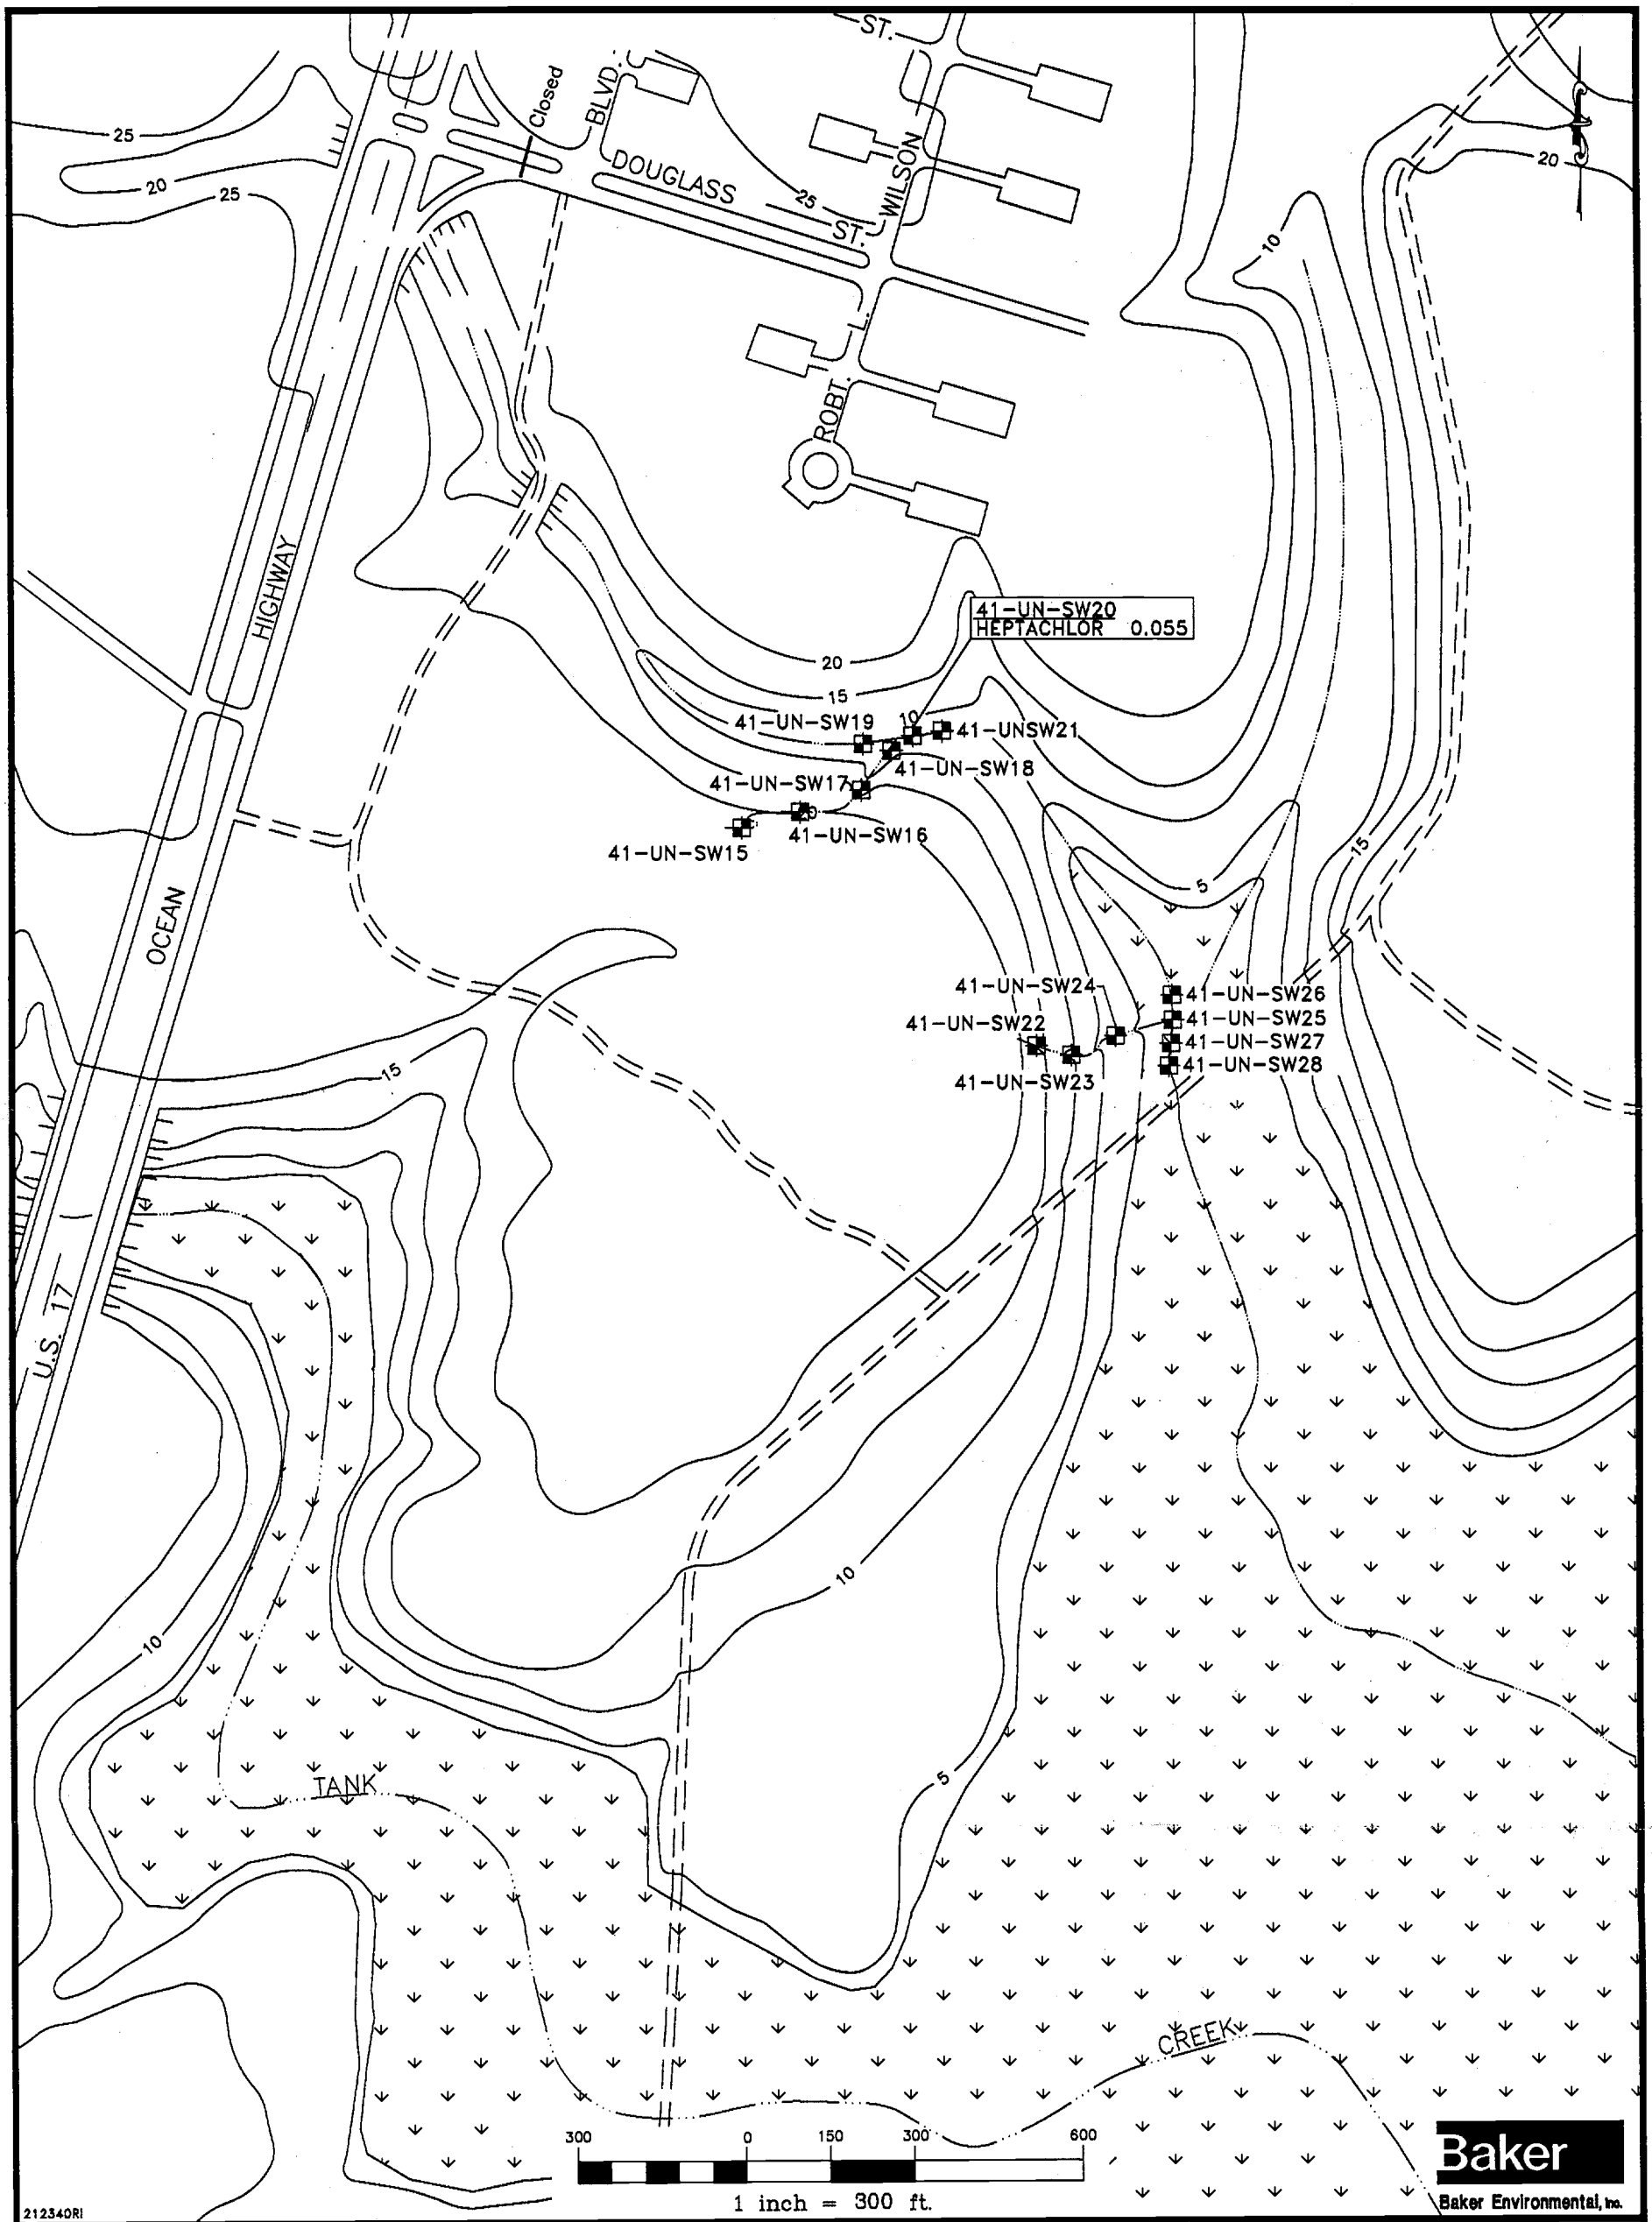 ST.
Closed
BLVD.
25
DOUGLASS
ST.
25
WILSON
20
20
25
10
L.
ROBT.
HIGHWAY
41-UN-SW20
HEPTACHLOR 0.055
20
15
10
41-UN-SW19
41-UNSW21
41-UN-SW18
41-UN-SW17
41-UN-SW16
41-UN-SW15
15
5
OCEAN
41-UN-SW24
41-UN-SW26
41-UN-SW22
41-UN-SW25
41-UN-SW27
41-UN-SW28
41-UN-SW23
15
U.S. 17
10
10
5
TANK
CREEK
300 0 150 300 600
1 inch = 300 ft.
Baker
Baker Environmental, Inc.
212340RI